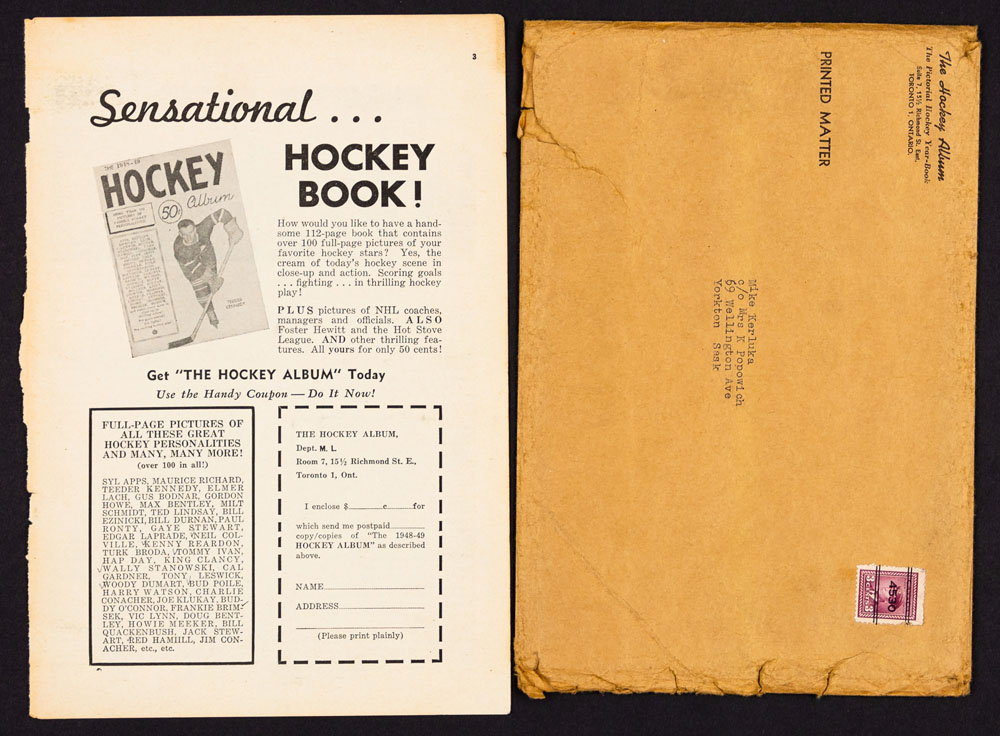 3
Sensational . . .
THE 1948-49
HOCKEY
Album
50¢
TEEDER
KENNEDY
HOCKEY
BOOK!
How would you like to have a hand-
some 112-page book that contains
over 100 full-page pictures of your
favorite hockey stars? Yes, the
cream of today's hockey scene in
close-up and action. Scoring goals
. . . fighting . . . in thrilling hockey
play!
PLUS pictures of NHL coaches,
managers and officials. ALSO
Foster Hewitt and the Hot Stove
League. AND other thrilling fea-
tures. All yours for only 50 cents!
Get "THE HOCKEY ALBUM" Today
Use the Handy Coupon — Do It Now!
FULL-PAGE PICTURES OF
ALL THESE GREAT
HOCKEY PERSONALITIES
AND MANY, MANY MORE!
(over 100 in all!)
SYL APPS, MAURICE RICHARD,
TEEDER KENNEDY, ELMER
LACH, GUS BODNAR, GORDON
HOWE, MAX BENTLEY, MILT
SCHMIDT, TED LINDSAY, BILL
EZINICKI, BILL DURNAN, PAUL
RONTY, GAYE STEWART,
EDGAR LAPRADE, NEIL COL-
VILLE, KENNY REARDON,
TURK BRODA, TOMMY IVAN,
HAP DAY, KING CLANCY,
WALLY STANOWSKI, CAL
GARDNER, TONY LESWICK,
WOODY DUMART, BUD POILE,
HARRY WATSON, CHARLIE
CONACHER, JOE KLUKAY, BUD-
DY O'CONNOR, FRANKIE BRIM-
SEK, VIC LYNN, DOUG BENT-
LEY, HOWIE MEEKER, BILL
QUACKENBUSH, JACK STEW-
ART, RED HAMIILL, JIM CON-
ACHER, etc., etc.
THE HOCKEY ALBUM,
Dept. M. L.
Room 7, 15½ Richmond St. E.,
Toronto 1, Ont.
I enclose $ c for
which send me postpaid
copy/copies of "The 1948-49
HOCKEY ALBUM" as described
above.
NAME
ADDRESS
(Please print plainly)
The Hockey Album
The Pictorial Hockey Year-Book
Suite 7, 15½ Richmond St. East,
TORONTO 1, ONTARIO.
PRINTED MATTER
Mike Kerluka
c/o Mrs K Popowich
69 Wellington Ave
Yorkton Sask
4530